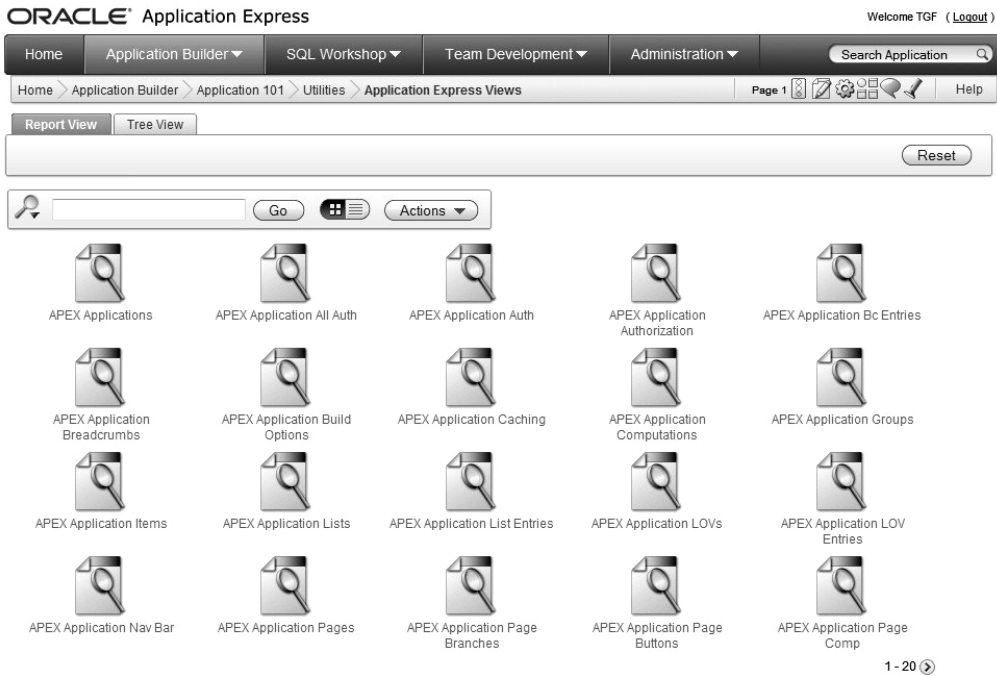 ORACLE® Application Express
Welcome TGF ( Logout )
Home Application Builder SQL Workshop Team Development Administration Search Application
Home Application Builder Application 101 Utilities Application Express Views Page 1 Help
Report View Tree View
Reset
Go Actions
APEX Applications APEX Application All Auth APEX Application Auth APEX Application APEX Application Bc Entries
Authorization
APEX Application APEX Application Build APEX Application Caching APEX Application APEX Application Groups
Breadcrumbs Options Computations
APEX Application Items APEX Application Lists APEX Application List Entries APEX Application LOVs APEX Application LOV
Entries
APEX Application Nav Bar APEX Application Pages APEX Application Page APEX Application Page APEX Application Page
Branches Buttons Comp
1 - 20